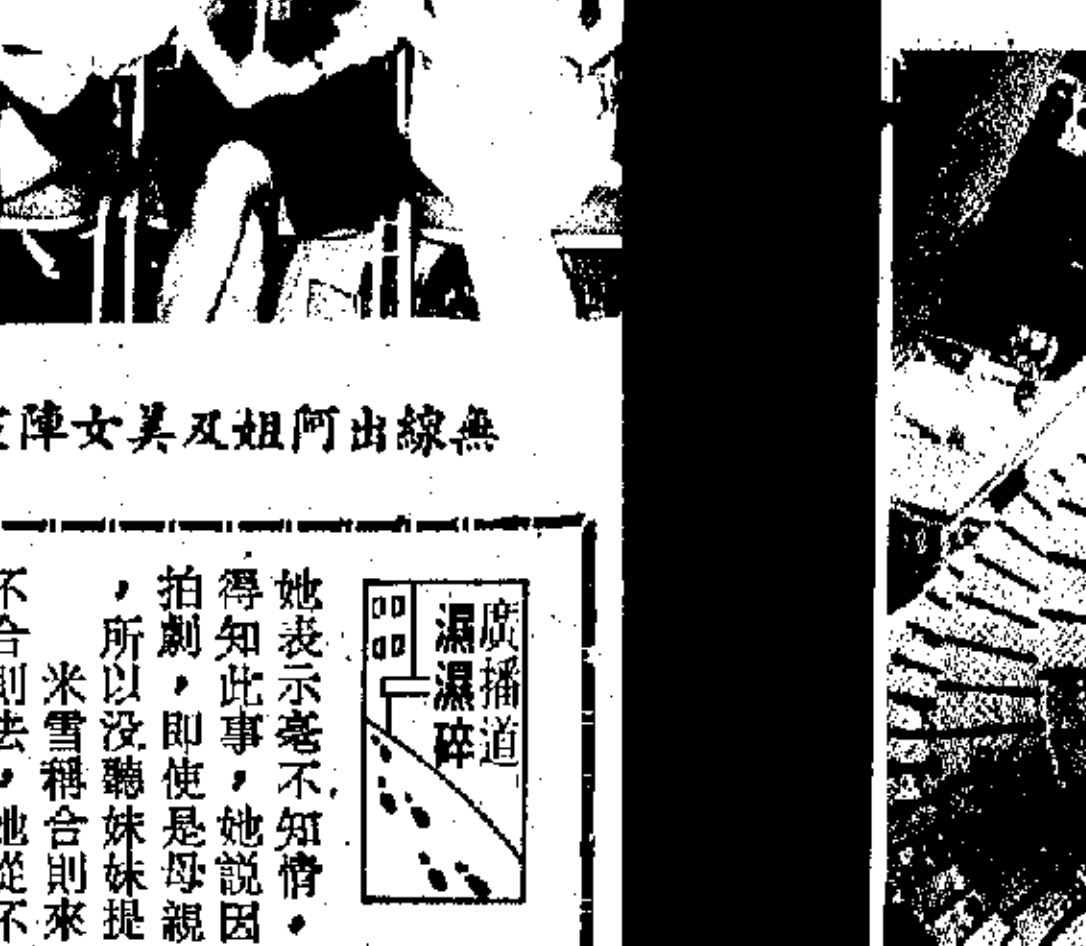 無線出阿姐及美女陣
廣播道
濕濕碎
她表示毫不知情，
得知此事，她説因
拍劇，即使是母親
，所以没聽妹妹提
米雪稱合則來
不合則去，她從不